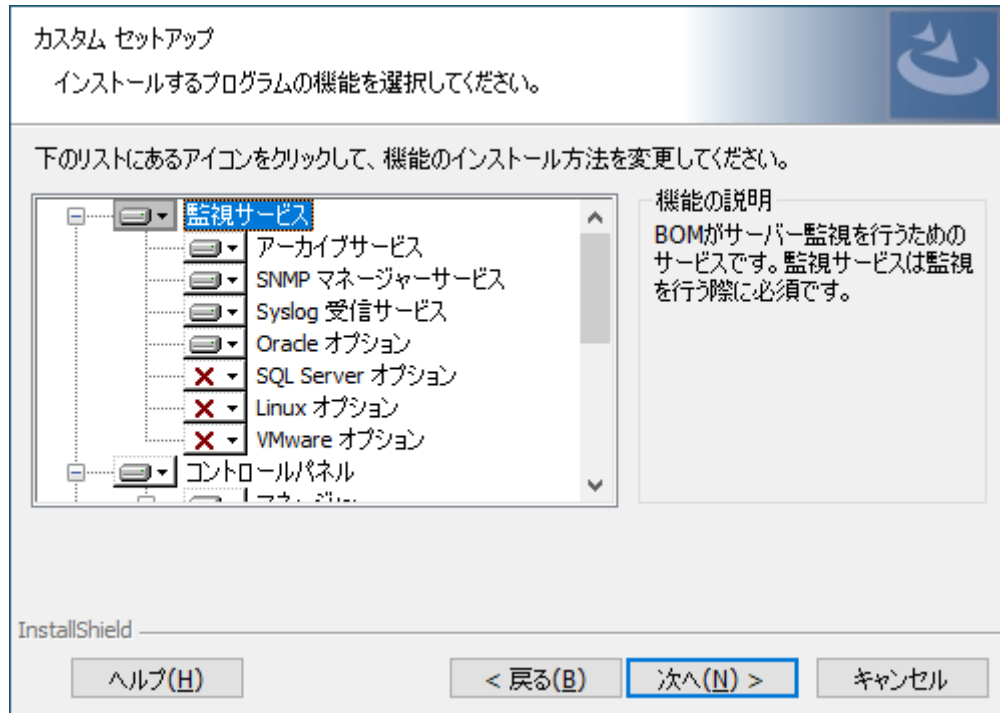 カスタム セットアップ
インストールするプログラムの機能を選択してください。
下のリストにあるアイコンをクリックして、機能のインストール方法を変更してください。
監視サービス
アーカイブサービス
SNMP マネージャーサービス
Syslog 受信サービス
Oracle オプション
SQL Server オプション
Linux オプション
VMware オプション
コントロールパネル
機能の説明
BOMがサーバー監視を行うための
サービスです。監視サービスは監視
を行う際に必須です。
InstallShield
ヘルプ(H)
< 戻る(B)
次へ(N) >
キャンセル